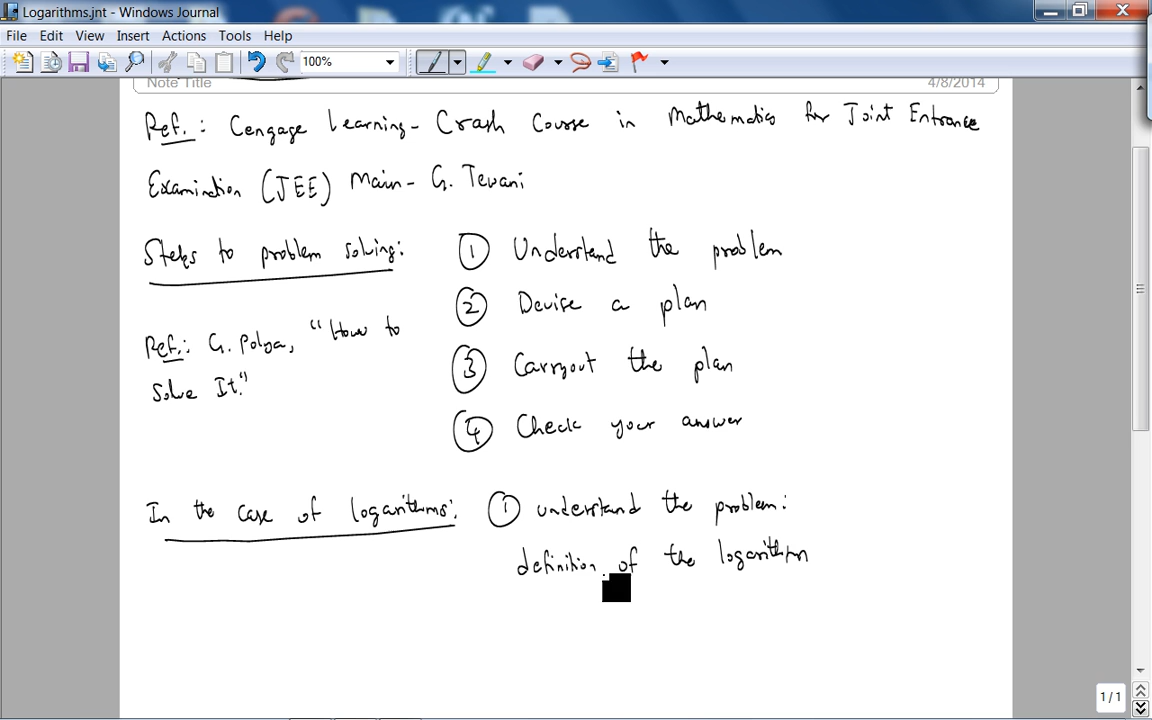 Logarithms.jnt - Windows Journal
File Edit View Insert Actions Tools Help
100%
Note Title 4/8/2014
Ref.: Cengage Learning- Crash Course in Mathematics for Joint Entrance
Examination (JEE) Main- G. Tewani
Steps to problem solving: ① Understand the problem
② Devise a plan
Ref.: G. Polya, "How to
Solve It."
③ Carryout the plan
④ Check your answer
In the case of logarithms: ① understand the problem:
definition of the logarithm
1 / 1